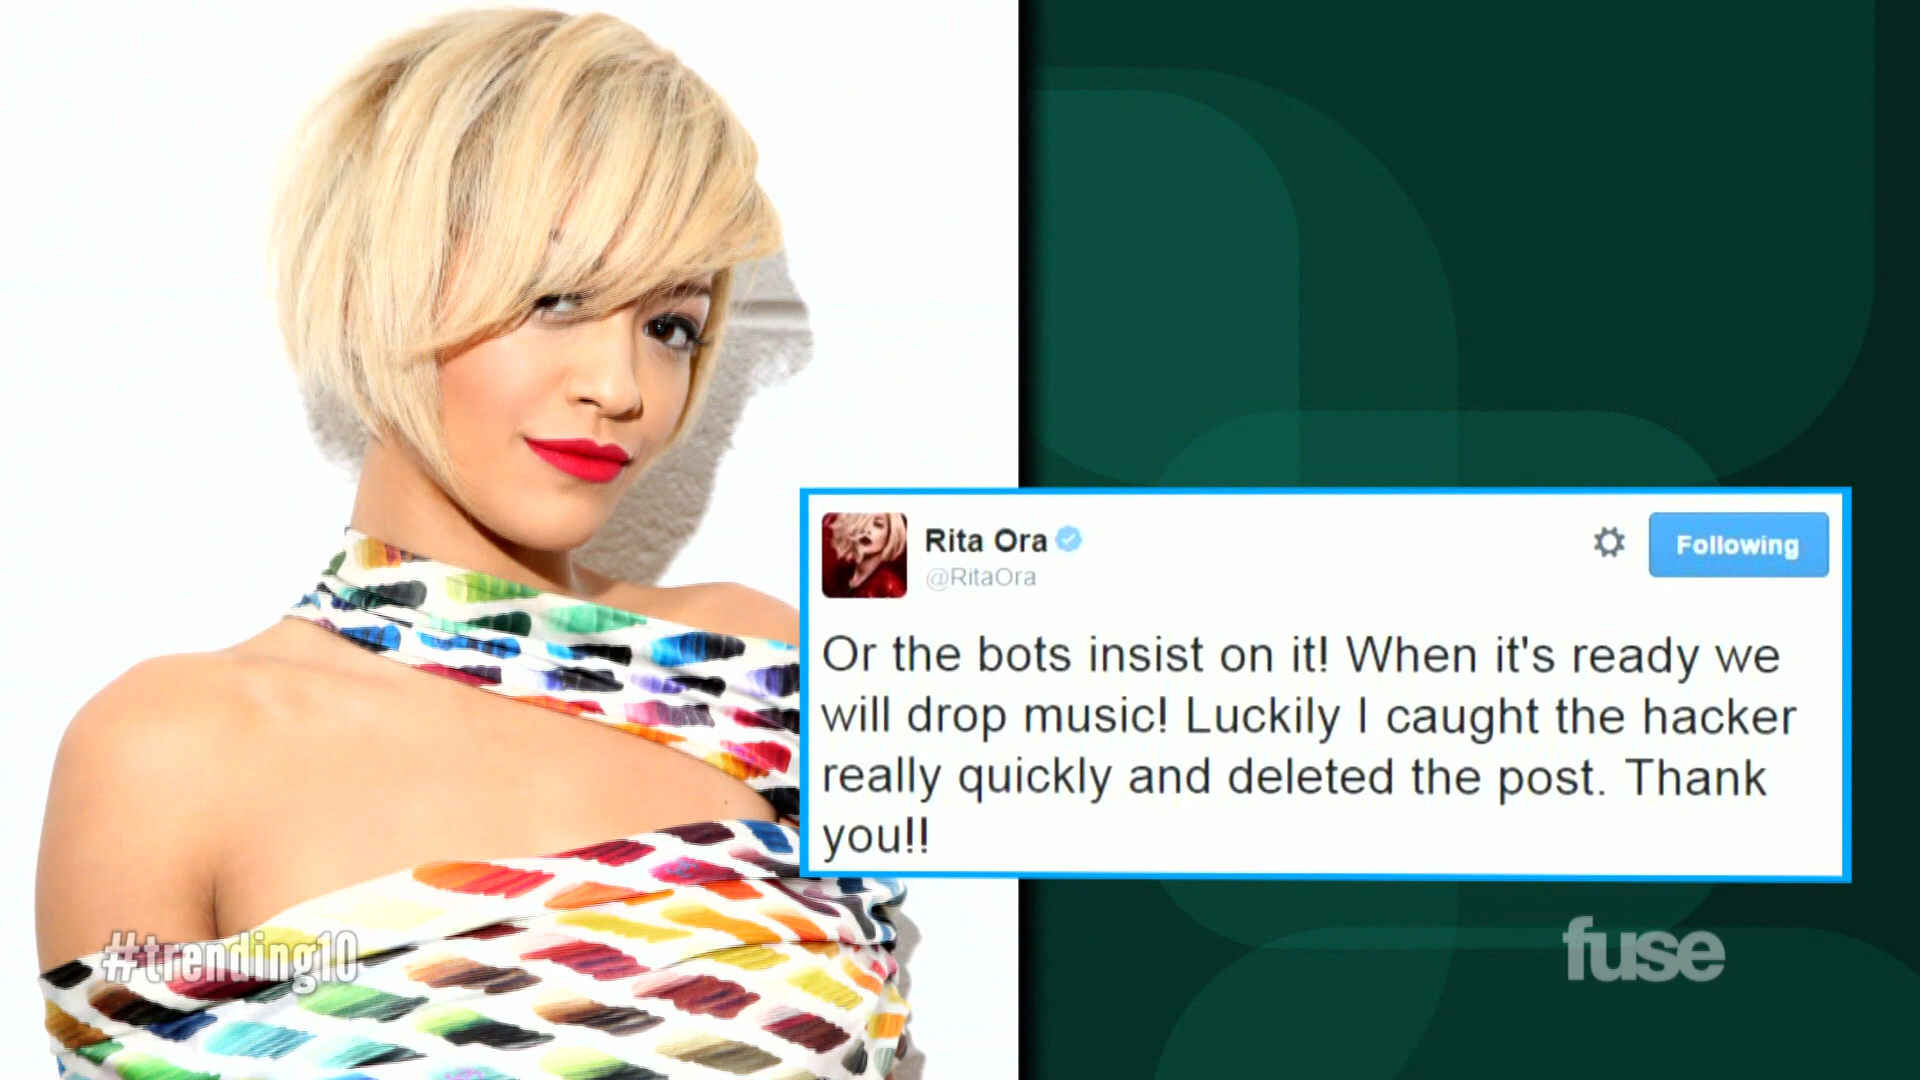 Rita Ora
@RitaOra
Following
Or the bots insist on it! When it's ready we
will drop music! Luckily I caught the hacker
really quickly and deleted the post. Thank
you!!
#trending10
fuse